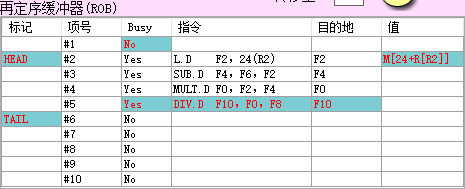 再定序缓冲器(ROB)
标记 项号 Busy 指令 目的地 值
#1 No
HEAD #2 Yes L.D F2, 24(R2) F2 M[24+R[R2]]
#3 Yes SUB.D F4, F6, F2 F4
#4 Yes MULT.D F0, F2, F4 F0
#5 Yes DIV.D F10, F0, F8 F10
TAIL #6 No
#7 No
#8 No
#9 No
#10 No